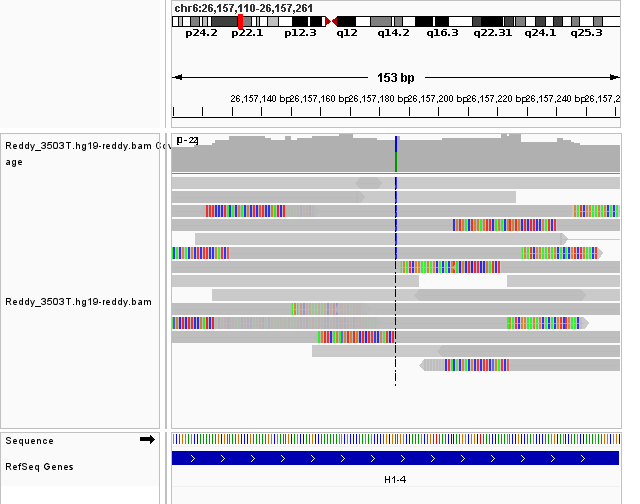 chr6:26,157,110-26,157,261
p24.2 p22.1 p12.3 q12 q14.2 q16.3 q22.31 q24.1 q25.3
153 bp
26,157,140 bp 26,157,160 bp 26,157,180 bp 26,157,200 bp 26,157,220 bp 26,157,240 bp 26,157,2
Reddy_3503T.hg19-reddy.bam Cov
age
[0-22]
Reddy_3503T.hg19-reddy.bam
Sequence
RefSeq Genes
H1-4